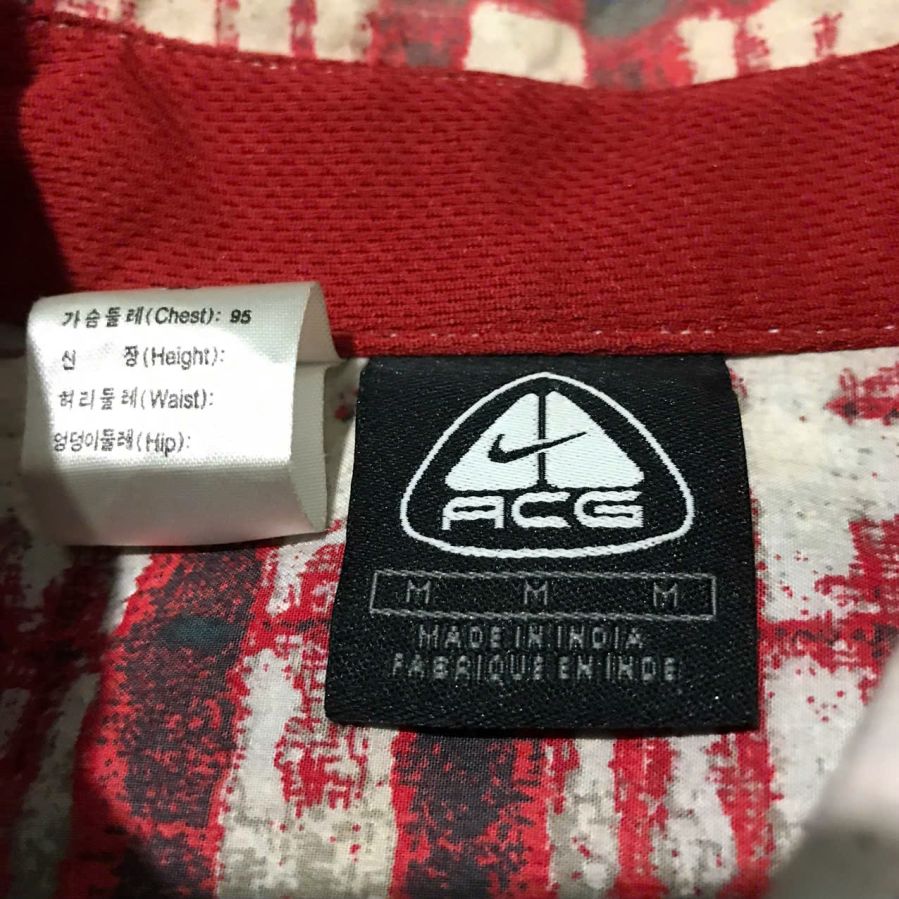 가슴둘레(Chest): 95
신 장(Height):
허리둘레(Waist):
엉덩이둘레(Hip):
ACG
M M M
MADE IN INDIA
FABRIQUE EN INDE